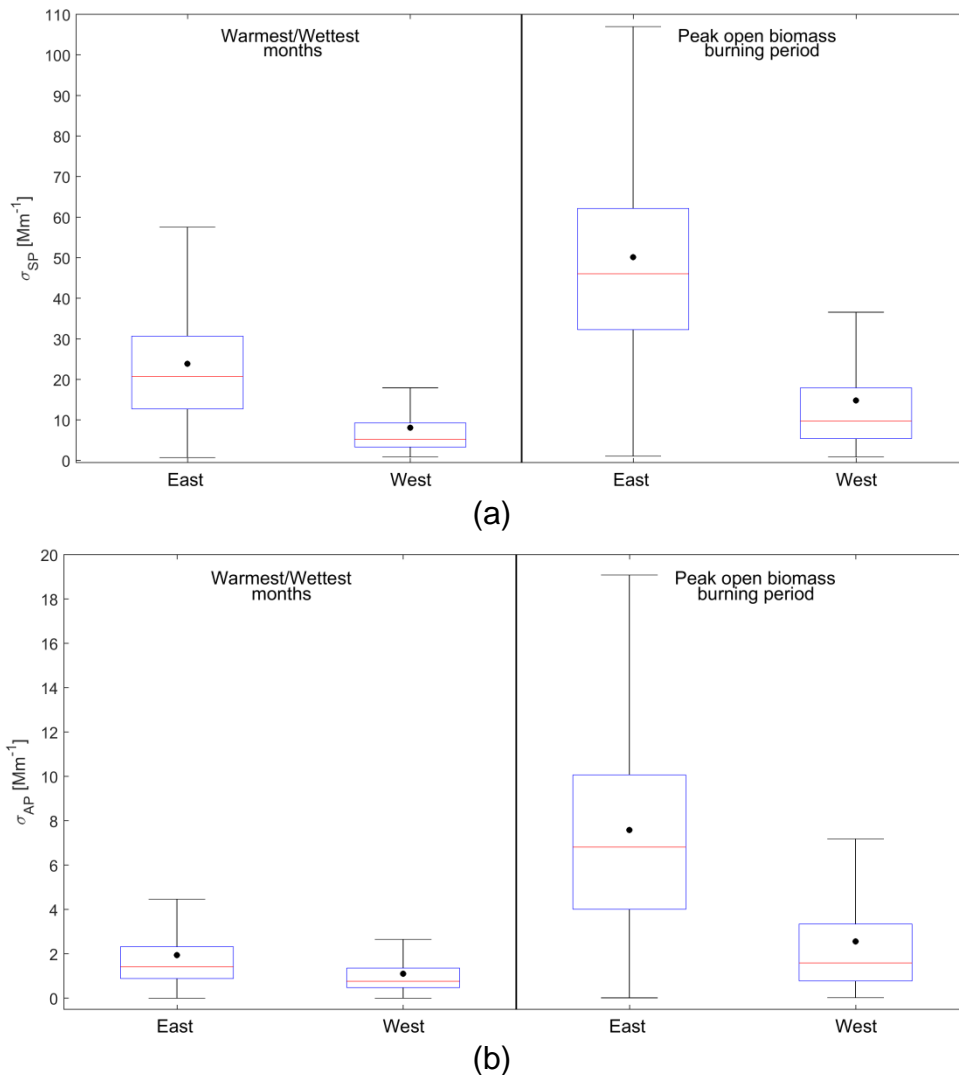 110
100
90
80
70
60
50
40
30
20
10
0
σSP [Mm-1]
Warmest/Wettest
months
Peak open biomass
burning period
East
West
East
West
(a)
20
18
16
14
12
10
8
6
4
2
0
σAP [Mm-1]
Warmest/Wettest
months
Peak open biomass
burning period
East
West
East
West
(b)